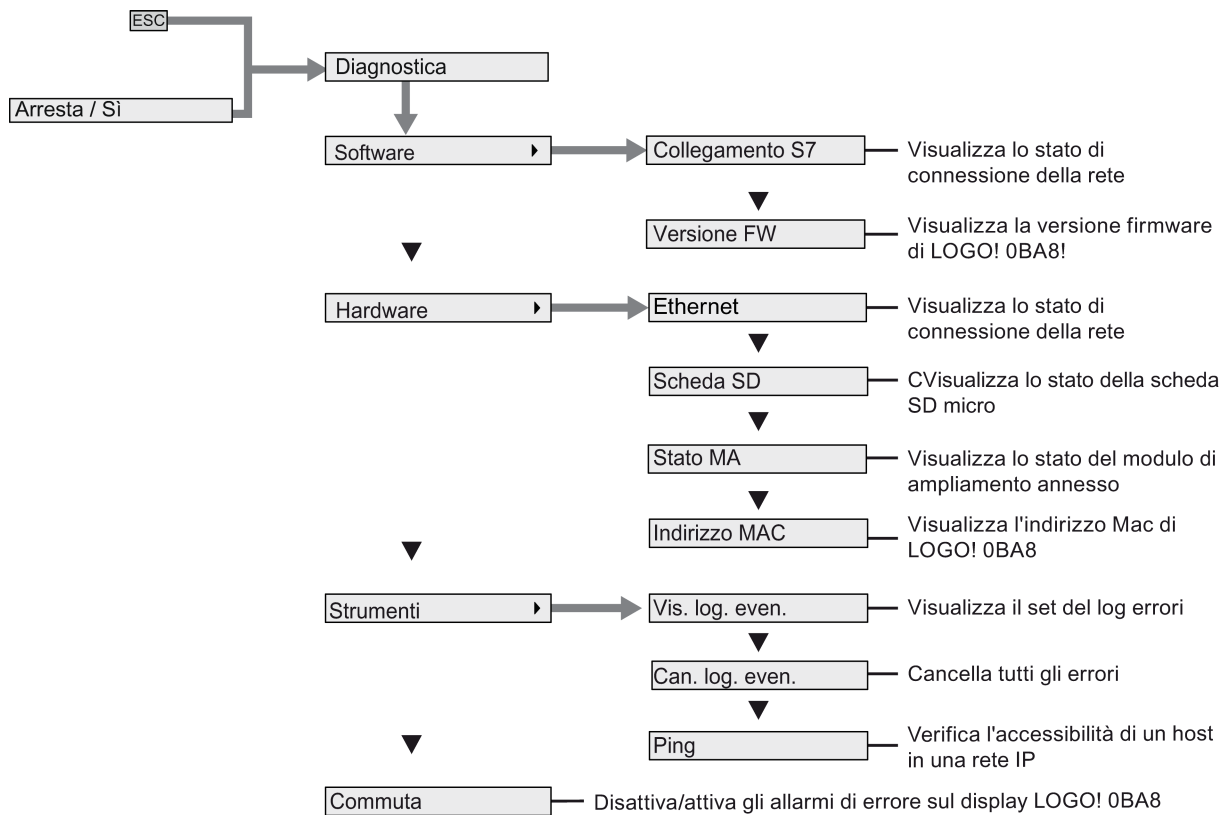 ESC
Diagnostica
Arresta / Sì
Software
Collegamento S7
Visualizza lo stato di
connessione della rete
Versione FW
Visualizza la versione firmware
di LOGO! 0BA8!
Hardware
Ethernet
Visualizza lo stato di
connessione della rete
Scheda SD
CVisualizza lo stato della scheda
SD micro
Stato MA
Visualizza lo stato del modulo di
ampliamento annesso
Indirizzo MAC
Visualizza l'indirizzo Mac di
LOGO! 0BA8
Strumenti
Vis. log. even.
Visualizza il set del log errori
Can. log. even.
Cancella tutti gli errori
Ping
Verifica l'accessibilità di un host
in una rete IP
Commuta
Disattiva/attiva gli allarmi di errore sul display LOGO! 0BA8